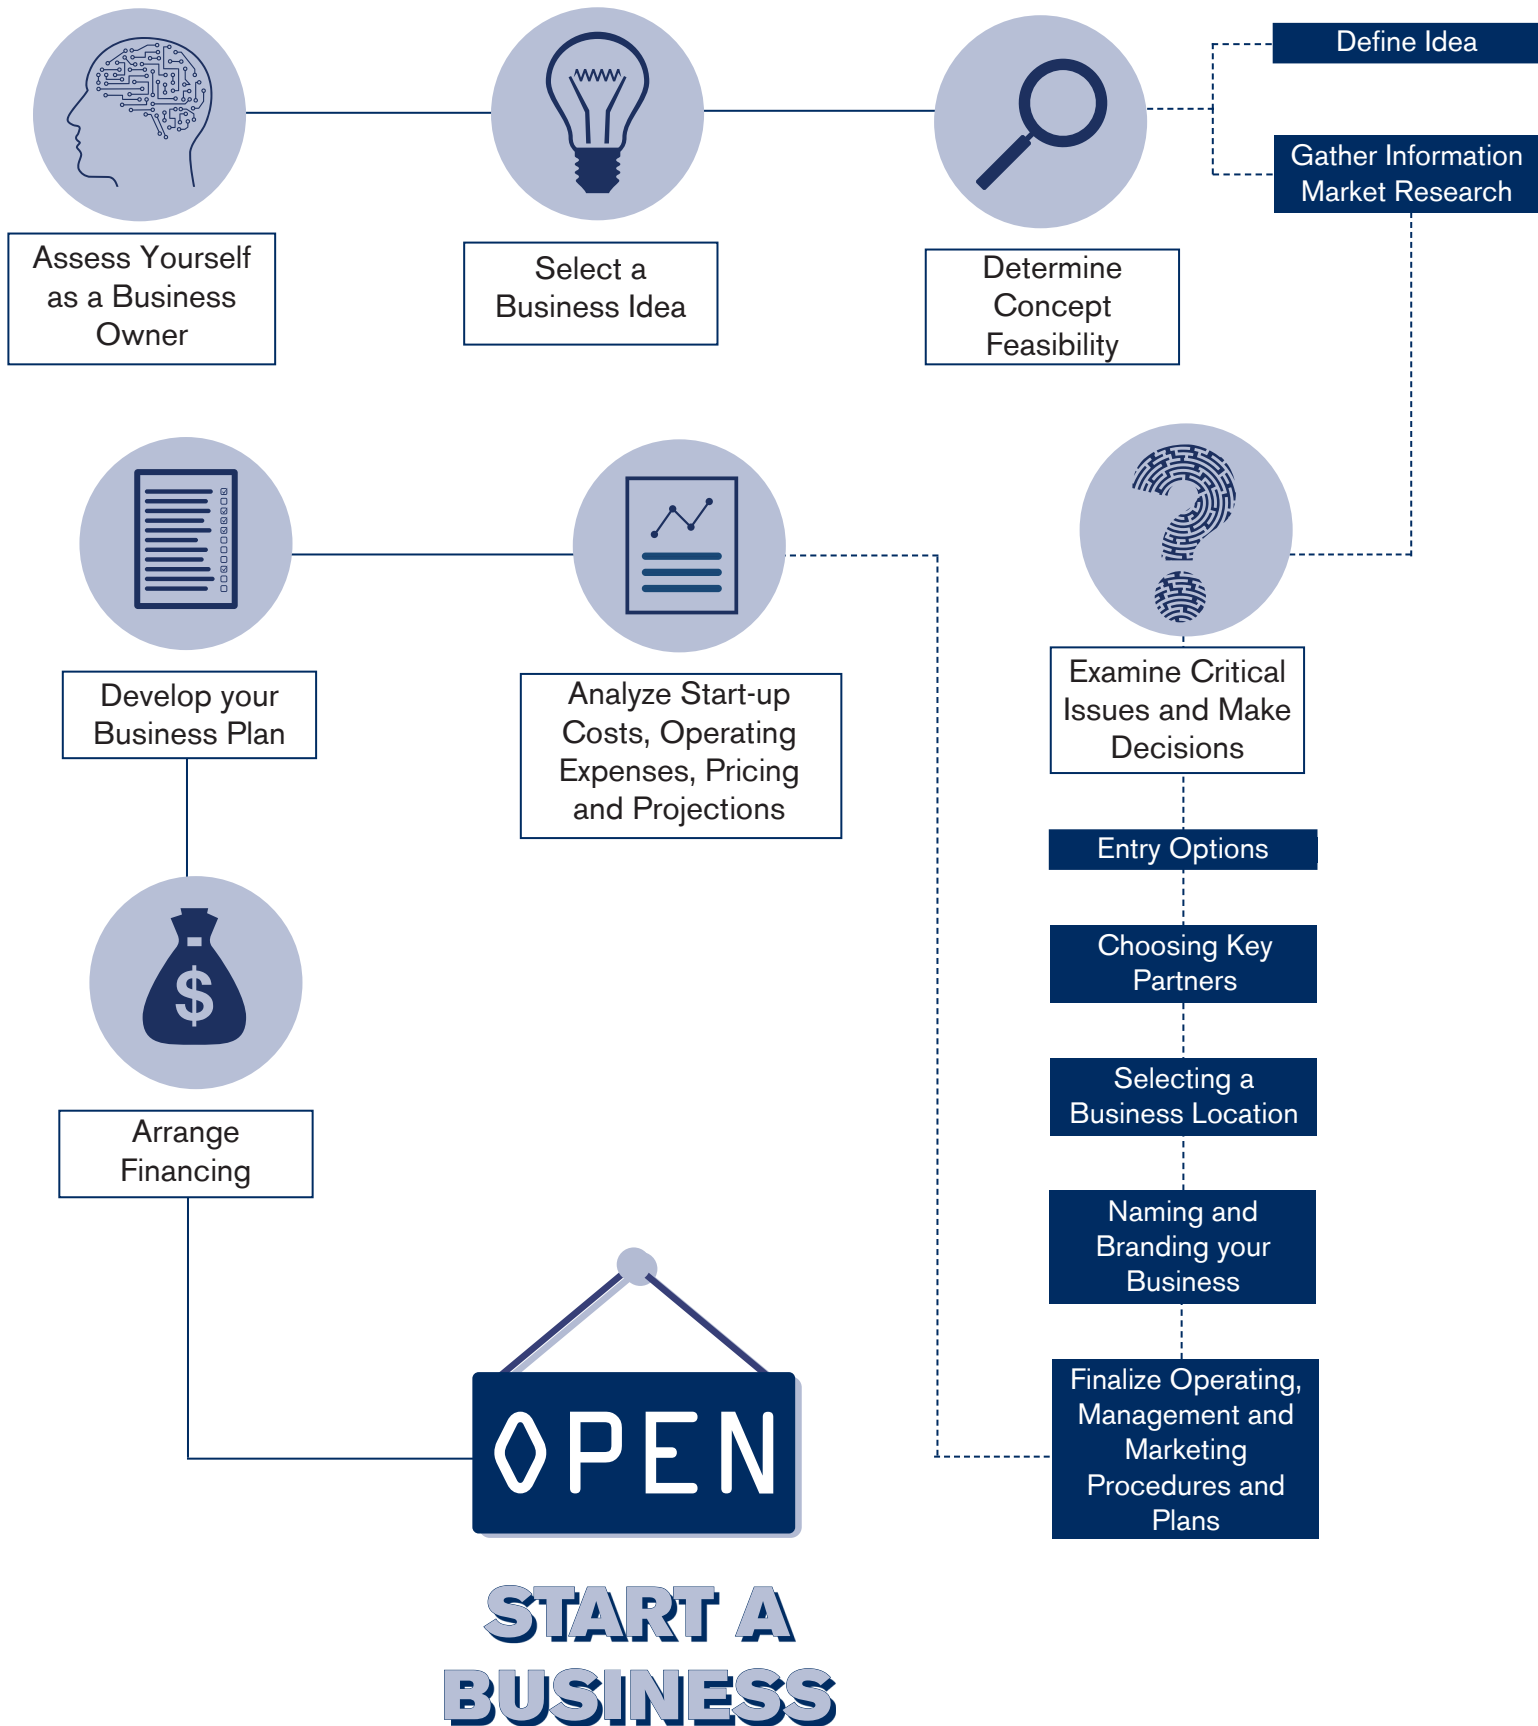 Define Idea
Gather Information
Market Research
Assess Yourself
as a Business
Owner
Select a
Business Idea
Determine
Concept
Feasibility
Examine Critical
Issues and Make
Decisions
Entry Options
Choosing Key
Partners
Selecting a
Business Location
Naming and
Branding your
Business
Finalize Operating,
Management and
Marketing
Procedures and
Plans
Analyze Start-up
Costs, Operating
Expenses, Pricing
and Projections
Develop your
Business Plan
$
Arrange
Financing
OPEN
START A
BUSINESS